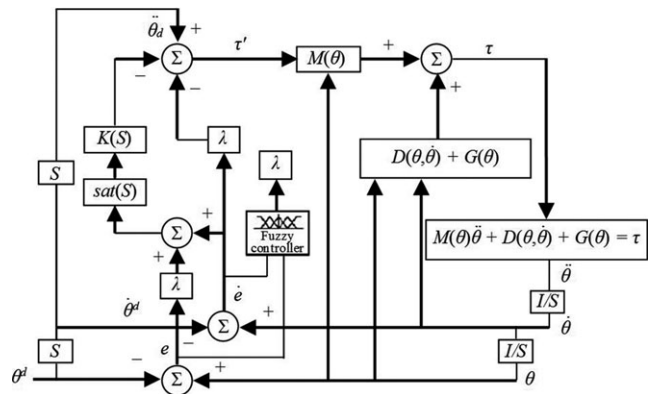 θ̈d + Σ τ′ M(θ) + Σ τ
− − +
K(S) λ λ D(θ,θ̇) + G(θ)
S
sat(S)
Σ + Fuzzy
controller
+
M(θ)θ̈ + D(θ,θ̇) + G(θ) = τ
λ ė θ̈
θ̇d I/S
Σ + θ̇
S e − I/S
θd − Σ + θ